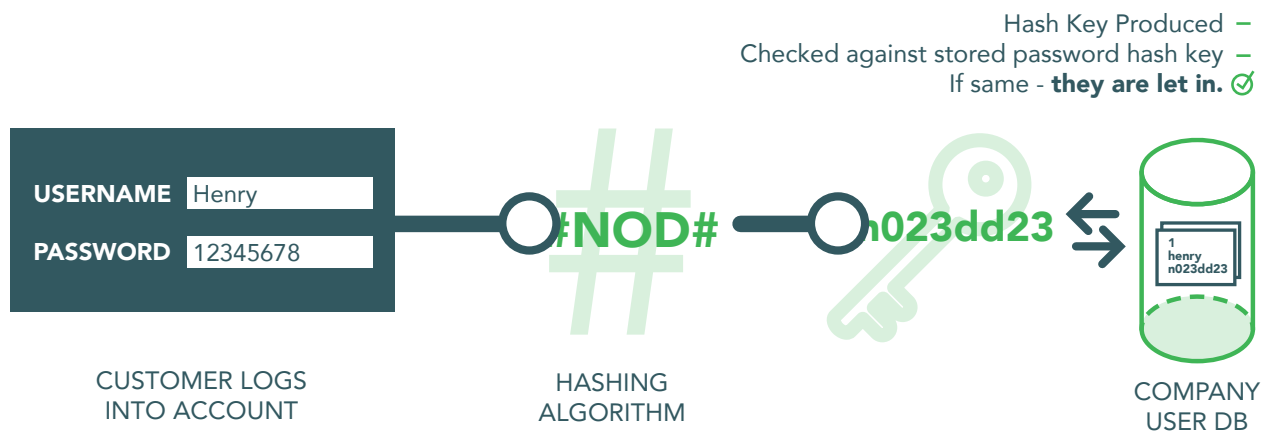 Hash Key Produced –
Checked against stored password hash key –
If same - they are let in.
USERNAME Henry
PASSWORD 12345678
#NOD#
n023dd23
1
henry
n023dd23
CUSTOMER LOGS
INTO ACCOUNT
HASHING
ALGORITHM
COMPANY
USER DB